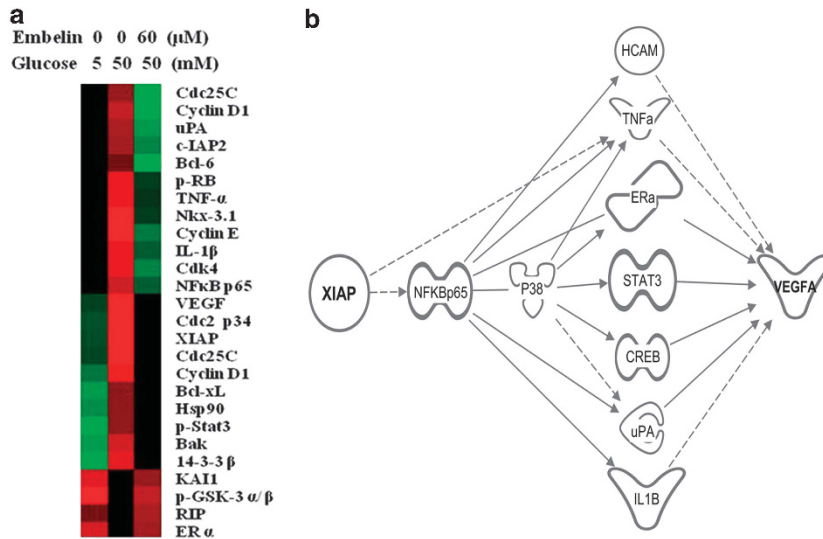 a
Embelin 0 0 60 (μM)
Glucose 5 50 50 (mM)
Cdc25C
Cyclin D1
uPA
c-IAP2
Bcl-6
p-RB
TNF-α
Nkx-3.1
Cyclin E
IL-1β
Cdk4
NFκB p65
VEGF
Cdc2 p34
XIAP
Cdc25C
Cyclin D1
Bcl-xL
Hsp90
p-Stat3
Bak
14-3-3 β
KAI1
p-GSK-3 α/β
RIP
ER α
b
HCAM
TNFa
ERa
XIAP
NFKBp65
P38
STAT3
VEGFA
CREB
uPA
IL1B